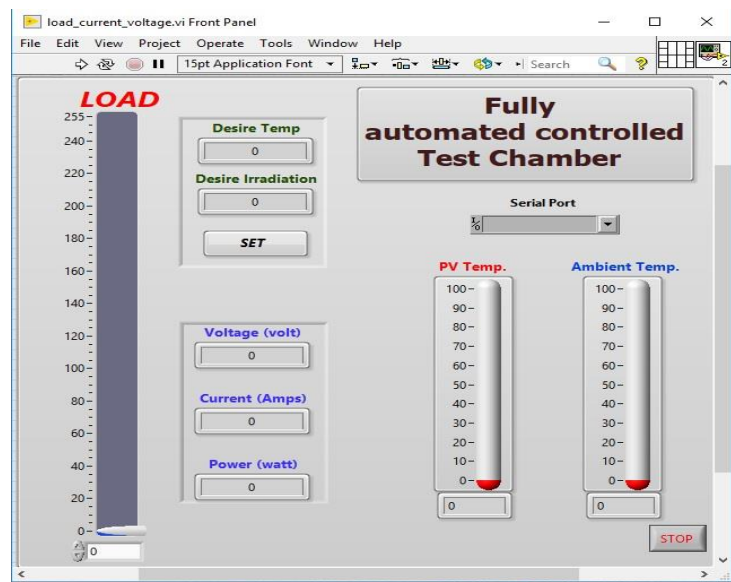 load_current_voltage.vi Front Panel
File Edit View Project Operate Tools Window Help
15pt Application Font Search 2
LOAD
255
240
220
200
180
160
140
120
100
80
60
40
20
0
0
Desire Temp
0
Desire Irradiation
0
SET
Voltage (volt)
0
Current (Amps)
0
Power (watt)
0
Fully
automated controlled
Test Chamber
Serial Port
I/O
PV Temp.
100
90
80
70
60
50
40
30
20
10
0
0
Ambient Temp.
100
90
80
70
60
50
40
30
20
10
0
0
STOP